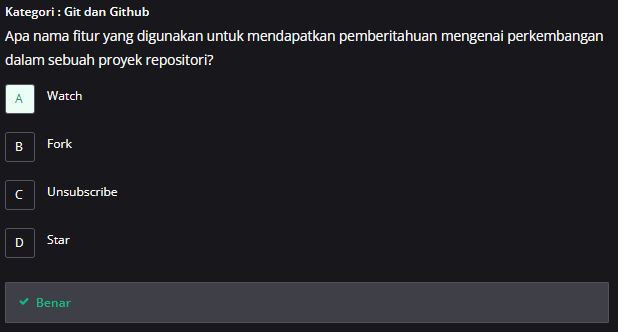 Kategori : Git dan Github
Apa nama fitur yang digunakan untuk mendapatkan pemberitahuan mengenai perkembangan
dalam sebuah proyek repositori?
A Watch
B Fork
C Unsubscribe
D Star
Benar